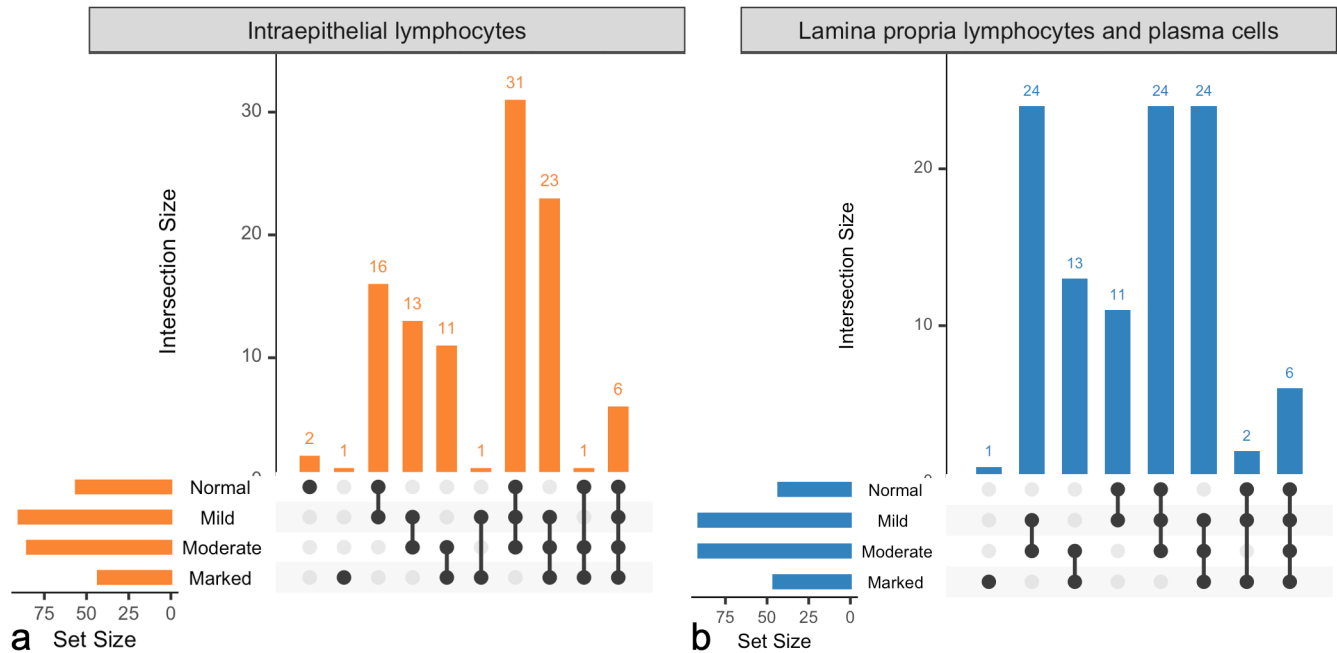 Intraepithelial lymphocytes
Intersection Size
30
20
10
0
31
23
16
13
11
6
2
1
1
1
Normal
Mild
Moderate
Marked
75 50 25 0
Set Size
a
Lamina propria lymphocytes and plasma cells
Intersection Size
20
10
0
24
24
24
13
11
6
2
1
Normal
Mild
Moderate
Marked
75 50 25 0
Set Size
b